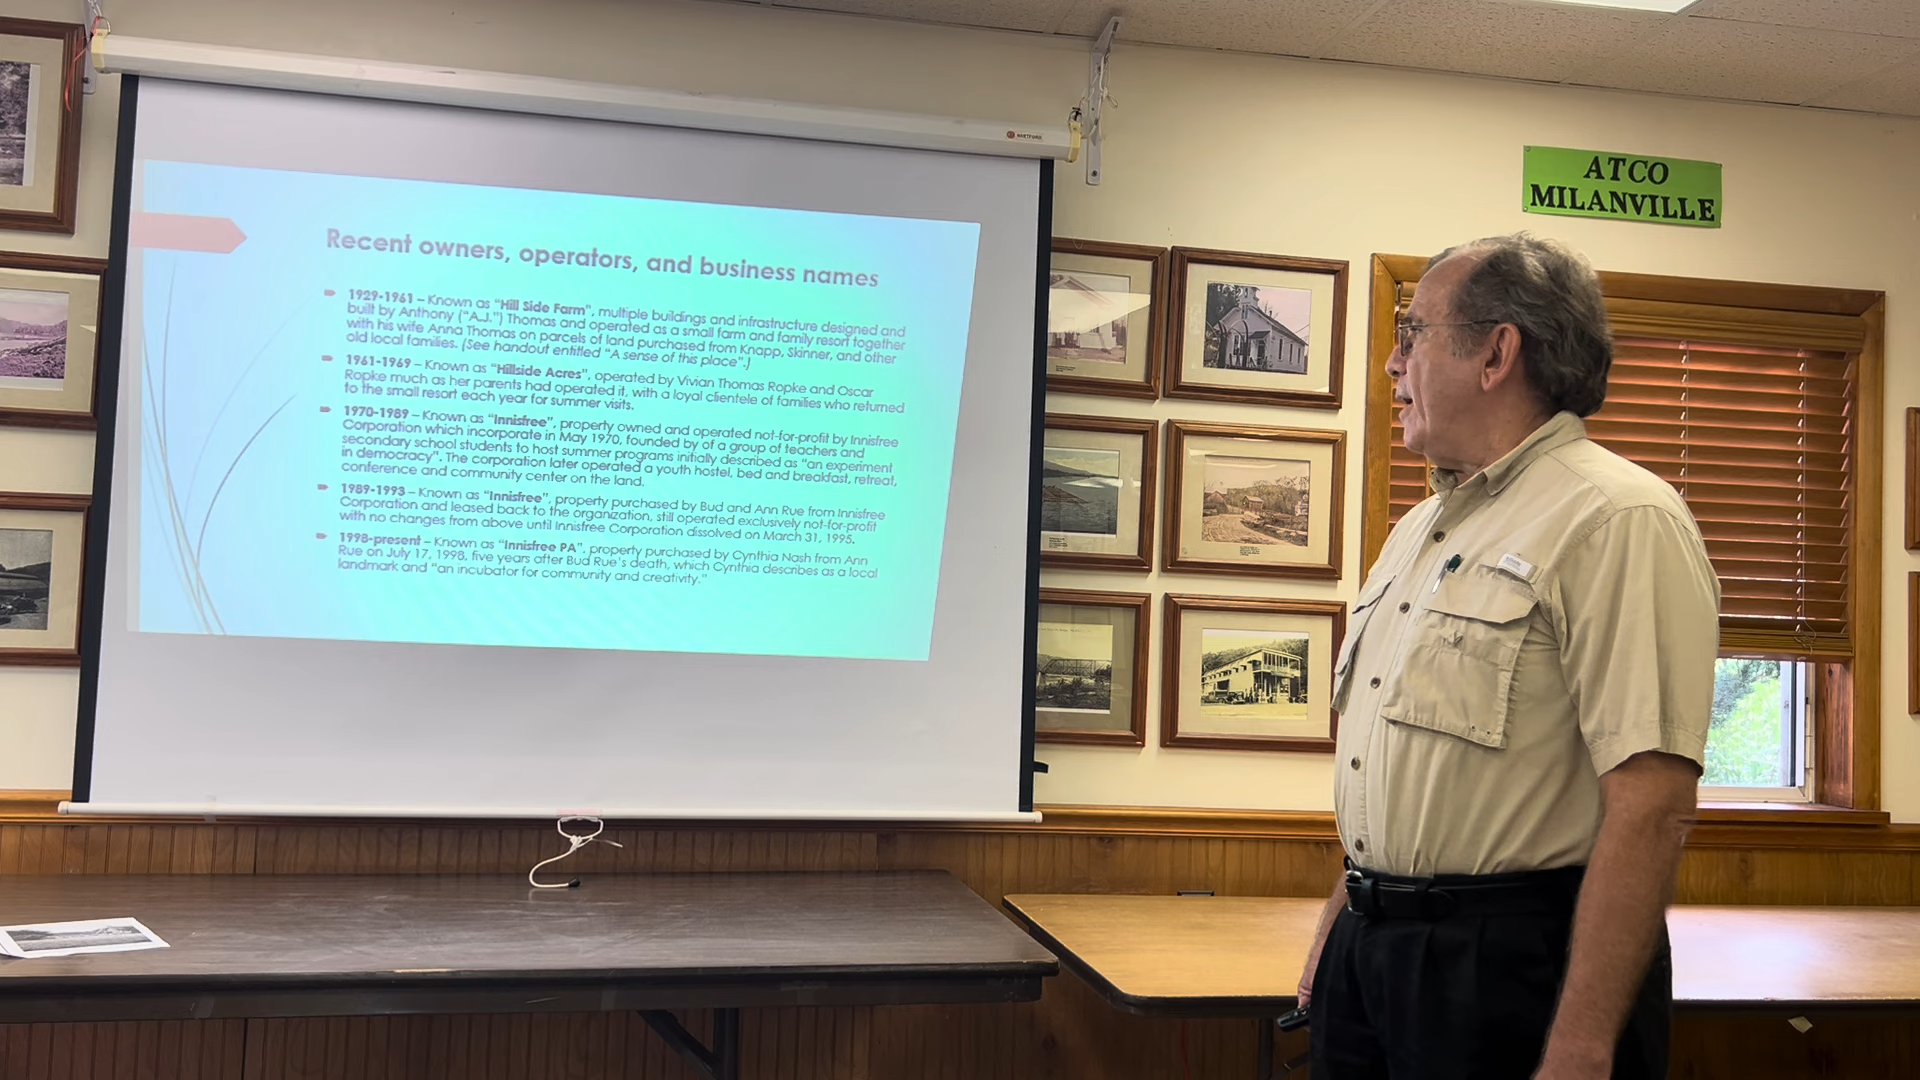 Recent owners, operators, and business names
1929-1961 – Known as "Hill Side Farm", multiple buildings and infrastructure designed and
built by Anthony ("A.J.") Thomas and operated as a small farm and family resort together
with his wife Anna Thomas on parcels of land purchased from Knapp, Skinner, and other
old local families. (See handout entitled "A sense of this place".)
1961-1969 – Known as "Hillside Acres", operated by Vivian Thomas Ropke and Oscar
Ropke much as her parents had operated it, with a loyal clientele of families who returned
to the small resort each year for summer visits.
1970-1989 – Known as "Innisfree", property owned and operated not-for-profit by Innisfree
Corporation which incorporate in May 1970, founded by of a group of teachers and
secondary school students to host summer programs initially described as "an experiment
in democracy". The corporation later operated a youth hostel, bed and breakfast, retreat,
conference and community center on the land.
1989-1993 – Known as "Innisfree", property purchased by Bud and Ann Rue from Innisfree
Corporation and leased back to the organization, still operated exclusively not-for-profit
with no changes from above until Innisfree Corporation dissolved on March 31, 1995.
1998-present – Known as "Innisfree PA", property purchased by Cynthia Nash from Ann
Rue on July 17, 1998, five years after Bud Rue's death, which Cynthia describes as a local
landmark and "an incubator for community and creativity."
ATCO
MILANVILLE